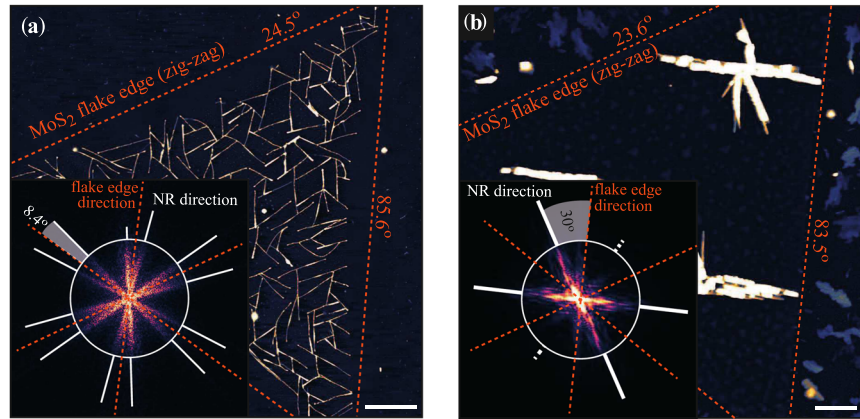 (a)
24.5°
MoS₂ flake edge (zig-zag)
85.6°
flake edge
direction
NR direction
8.4°
(b)
23.6°
MoS₂ flake edge (zig-zag)
83.5°
NR direction
flake edge
direction
30°